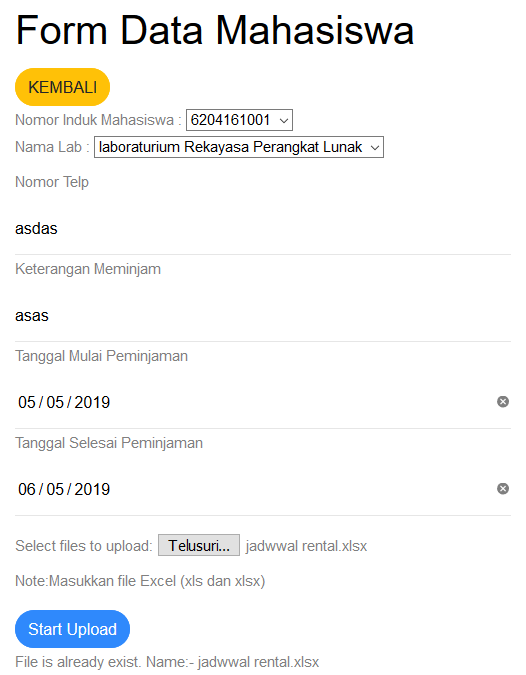 Form Data Mahasiswa
KEMBALI
Nomor Induk Mahasiswa : 6204161001
Nama Lab : laboraturium Rekayasa Perangkat Lunak
Nomor Telp
asdas
Keterangan Meminjam
asas
Tanggal Mulai Peminjaman
05 / 05 / 2019
Tanggal Selesai Peminjaman
06 / 05 / 2019
Select files to upload: Telusuri... jadwwal rental.xlsx
Note:Masukkan file Excel (xls dan xlsx)
Start Upload
File is already exist. Name:- jadwwal rental.xlsx